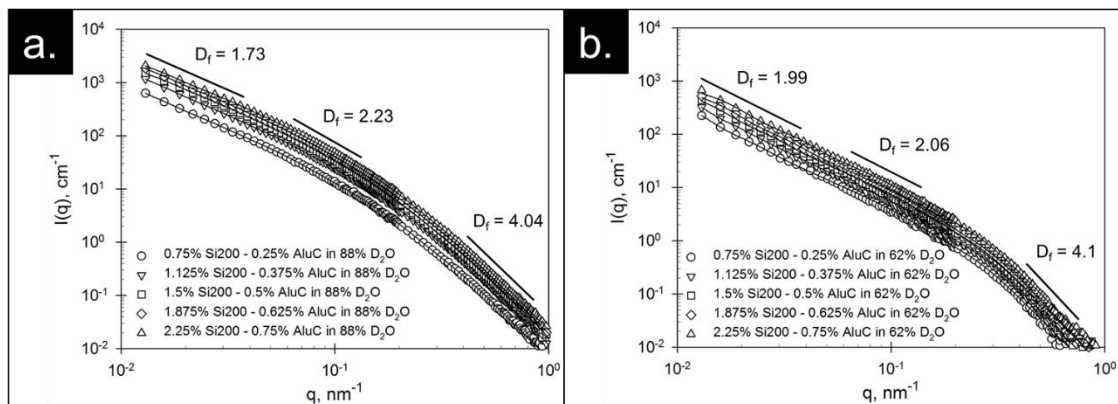 a.
I(q), cm⁻¹
10⁴
10³
10²
10¹
10⁰
10⁻¹
10⁻²
D_f = 1.73
D_f = 2.23
D_f = 4.04
0.75% Si200 - 0.25% AluC in 88% D₂O
1.125% Si200 - 0.375% AluC in 88% D₂O
1.5% Si200 - 0.5% AluC in 88% D₂O
1.875% Si200 - 0.625% AluC in 88% D₂O
2.25% Si200 - 0.75% AluC in 88% D₂O
10⁻² 10⁻¹ 10⁰
q, nm⁻¹
b.
I(q), cm⁻¹
10⁴
10³
10²
10¹
10⁰
10⁻¹
10⁻²
D_f = 1.99
D_f = 2.06
D_f = 4.1
0.75% Si200 - 0.25% AluC in 62% D₂O
1.125% Si200 - 0.375% AluC in 62% D₂O
1.5% Si200 - 0.5% AluC in 62% D₂O
1.875% Si200 - 0.625% AluC in 62% D₂O
2.25% Si200 - 0.75% AluC in 62% D₂O
10⁻² 10⁻¹ 10⁰
q, nm⁻¹